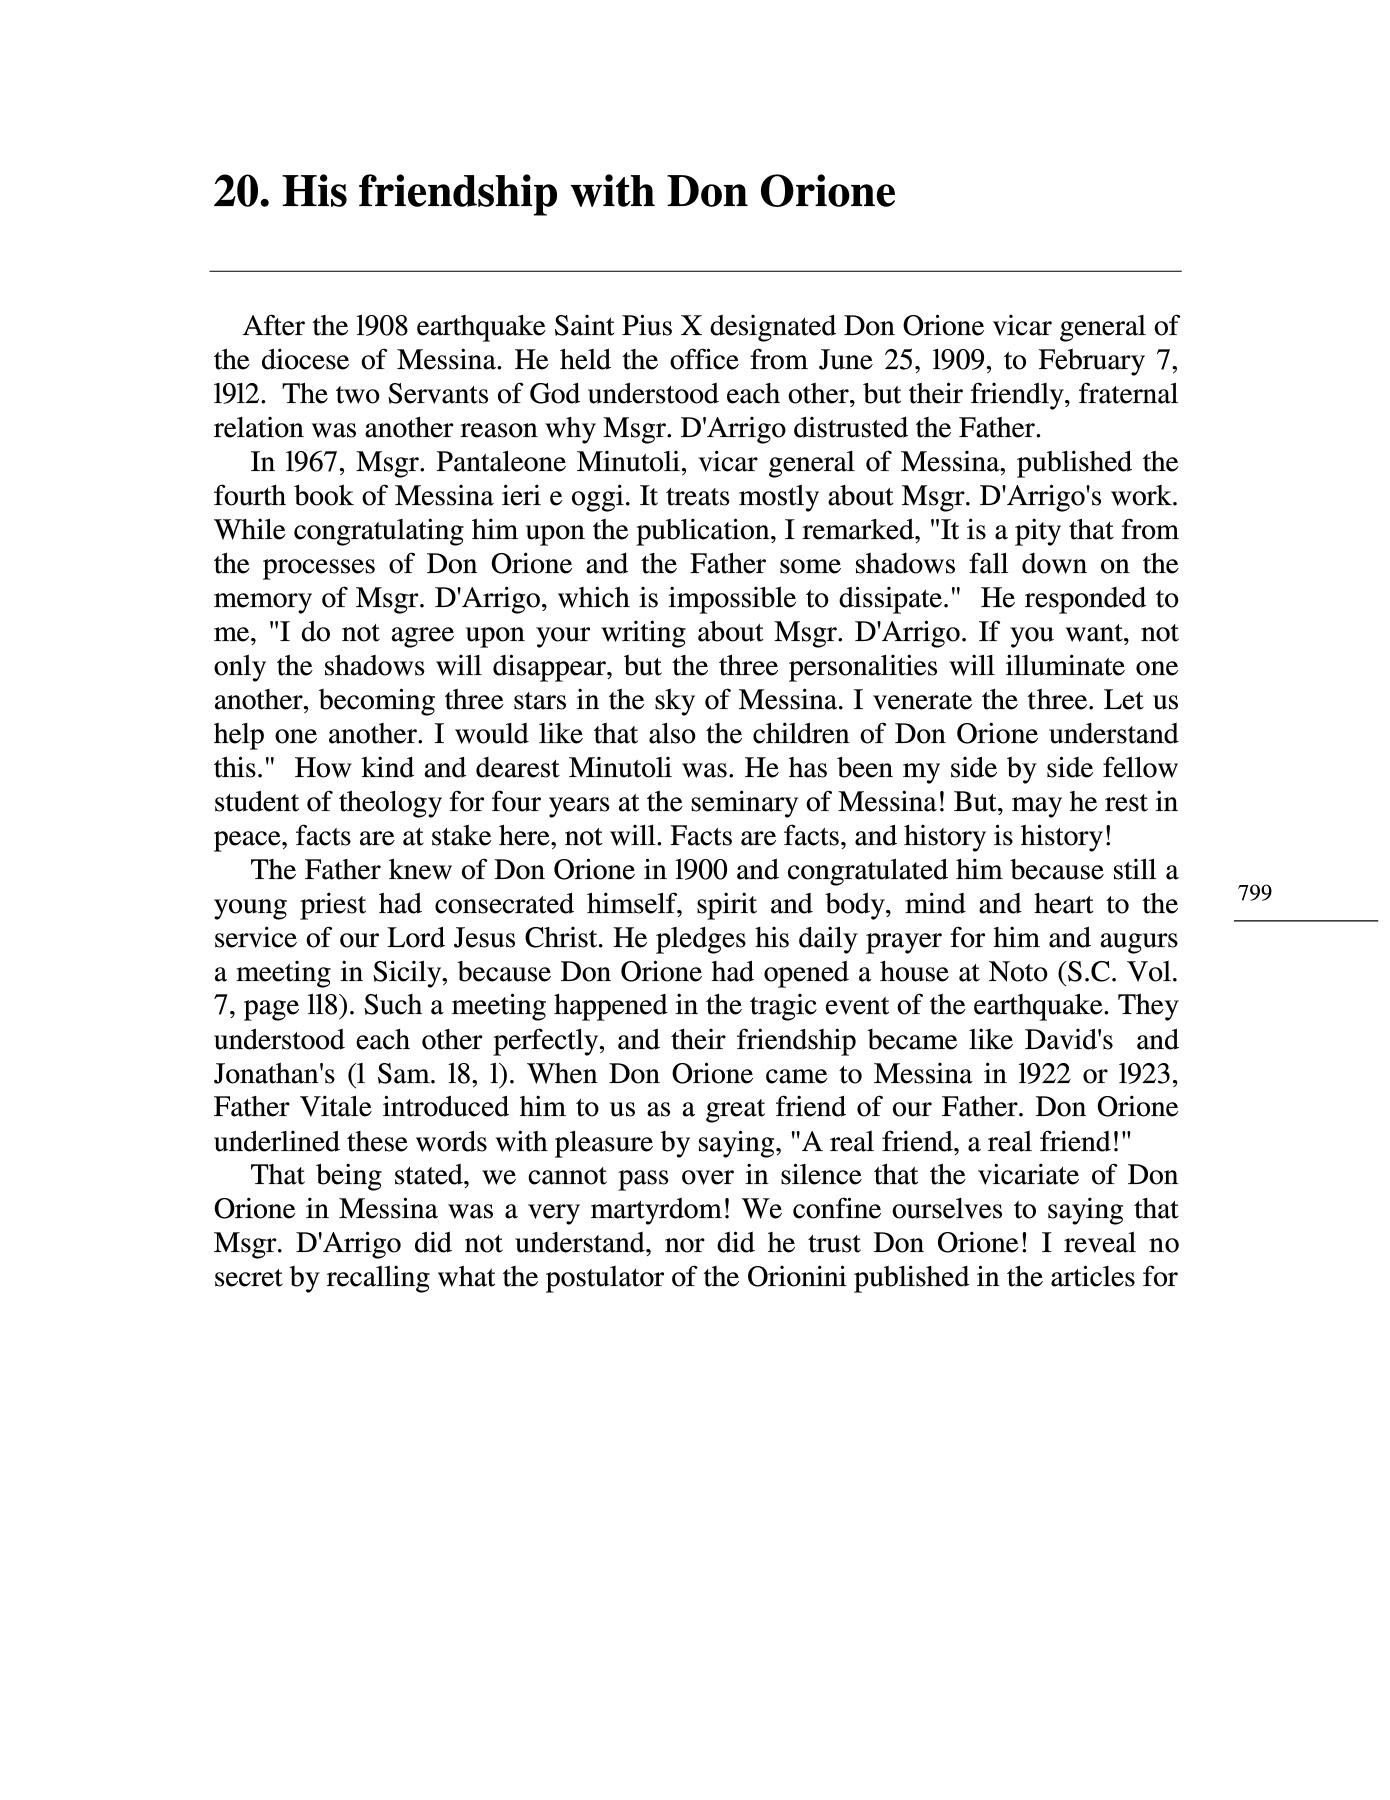 20. His friendship with Don Orione
After the l908 earthquake Saint Pius X designated Don Orione vicar general of
the diocese of Messina. He held the office from June 25, l909, to February 7,
l9l2.  The two Servants of God understood each other, but their friendly, fraternal
relation was another reason why Msgr. D'Arrigo distrusted the Father.
In l967, Msgr. Pantaleone Minutoli, vicar general of Messina, published the
fourth book of Messina ieri e oggi. It treats mostly about Msgr. D'Arrigo's work.
While congratulating him upon the publication, I remarked, "It is a pity that from
the processes of Don Orione and the Father some shadows fall down on the
memory of Msgr. D'Arrigo, which is impossible to dissipate."  He responded to
me, "I do not agree upon your writing about Msgr. D'Arrigo. If you want, not
only the shadows will disappear, but the three personalities will illuminate one
another, becoming three stars in the sky of Messina. I venerate the three. Let us
help one another. I would like that also the children of Don Orione understand
this."  How kind and dearest Minutoli was. He has been my side by side fellow
student of theology for four years at the seminary of Messina! But, may he rest in
peace, facts are at stake here, not will. Facts are facts, and history is history!
The Father knew of Don Orione in l900 and congratulated him because still a
young priest had consecrated himself, spirit and body, mind and heart to the
service of our Lord Jesus Christ. He pledges his daily prayer for him and augurs
a meeting in Sicily, because Don Orione had opened a house at Noto (S.C. Vol.
7, page ll8). Such a meeting happened in the tragic event of the earthquake. They
understood each other perfectly, and their friendship became like David's  and
Jonathan's (l Sam. 18, l). When Don Orione came to Messina in l922 or l923,
Father Vitale introduced him to us as a great friend of our Father. Don Orione
underlined these words with pleasure by saying, "A real friend, a real friend!"
That being stated, we cannot pass over in silence that the vicariate of Don
Orione in Messina was a very martyrdom! We confine ourselves to saying that
Msgr. D'Arrigo did not understand, nor did he trust Don Orione! I reveal no
secret by recalling what the postulator of the Orionini published in the articles for
799